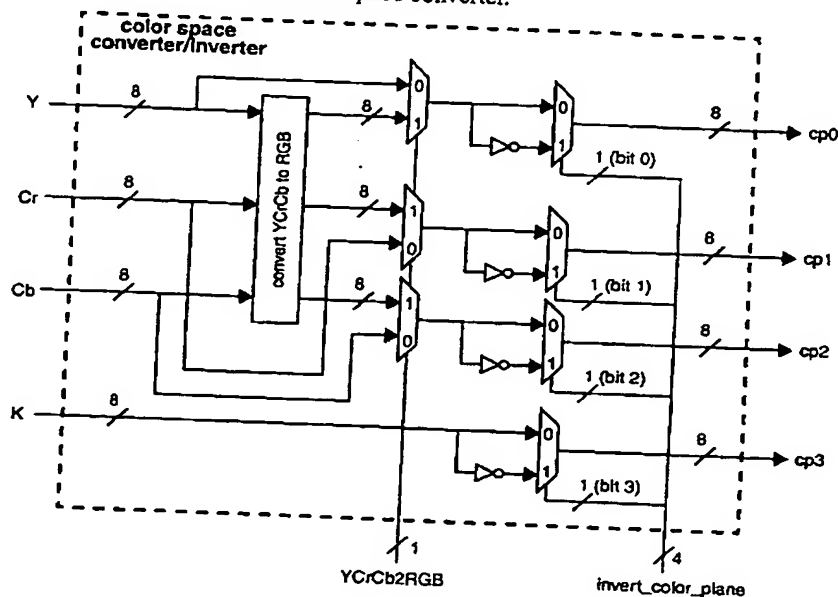 color space
converter/inverter
Y
8
8
0
1
0
1
8
cp0
1 (bit 0)
convert YCrCb to RGB
Cr
8
8
1
0
0
1
8
cp1
1 (bit 1)
Cb
8
8
1
0
0
1
8
cp2
1 (bit 2)
K
8
0
1
8
cp3
1 (bit 3)
1
YCrCb2RGB
4
invert_color_plane